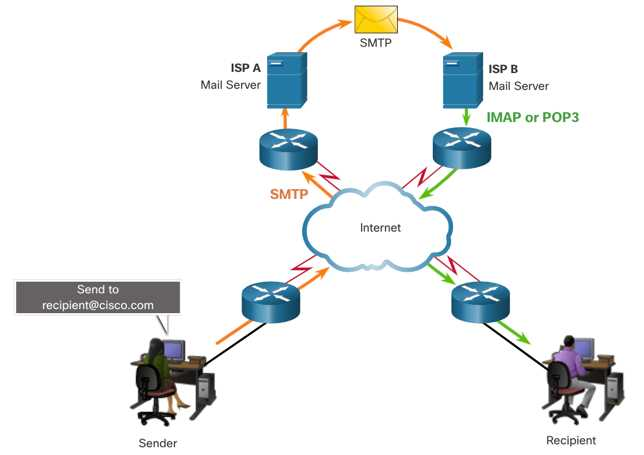 SMTP
ISP A
Mail Server
ISP B
Mail Server
IMAP or POP3
SMTP
Internet
Send to
recipient@cisco.com
Sender
Recipient